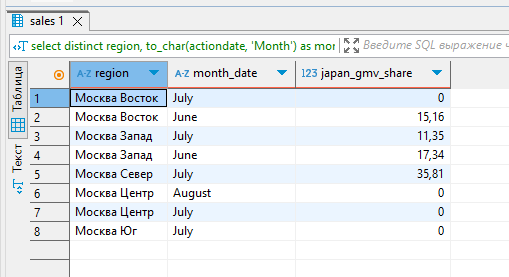 sales 1
select distinct region, to_char(actiondate, 'Month') as mon
Введите SQL выражение ч
Таблица
Текст
A-Z region A-Z month_date 123 japan_gmv_share
1 Москва Восток July 0
2 Москва Восток June 15,16
3 Москва Запад July 11,35
4 Москва Запад June 17,34
5 Москва Север July 35,81
6 Москва Центр August 0
7 Москва Центр July 0
8 Москва Юг July 0